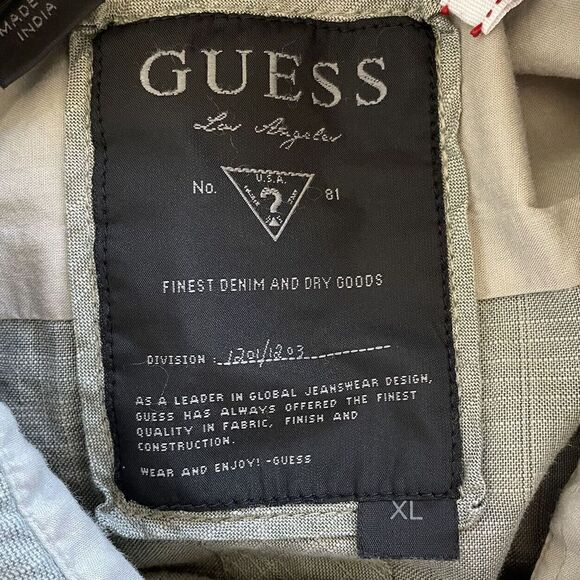 MADE
INDIA
GUESS
Los Angeles
U.S.A.
No. ? 81
FINEST DENIM AND DRY GOODS
DIVISION : 1201/1203
AS A LEADER IN GLOBAL JEANSWEAR DESIGN,
GUESS HAS ALWAYS OFFERED THE FINEST
QUALITY IN FABRIC, FINISH AND
CONSTRUCTION.
WEAR AND ENJOY! -GUESS
XL